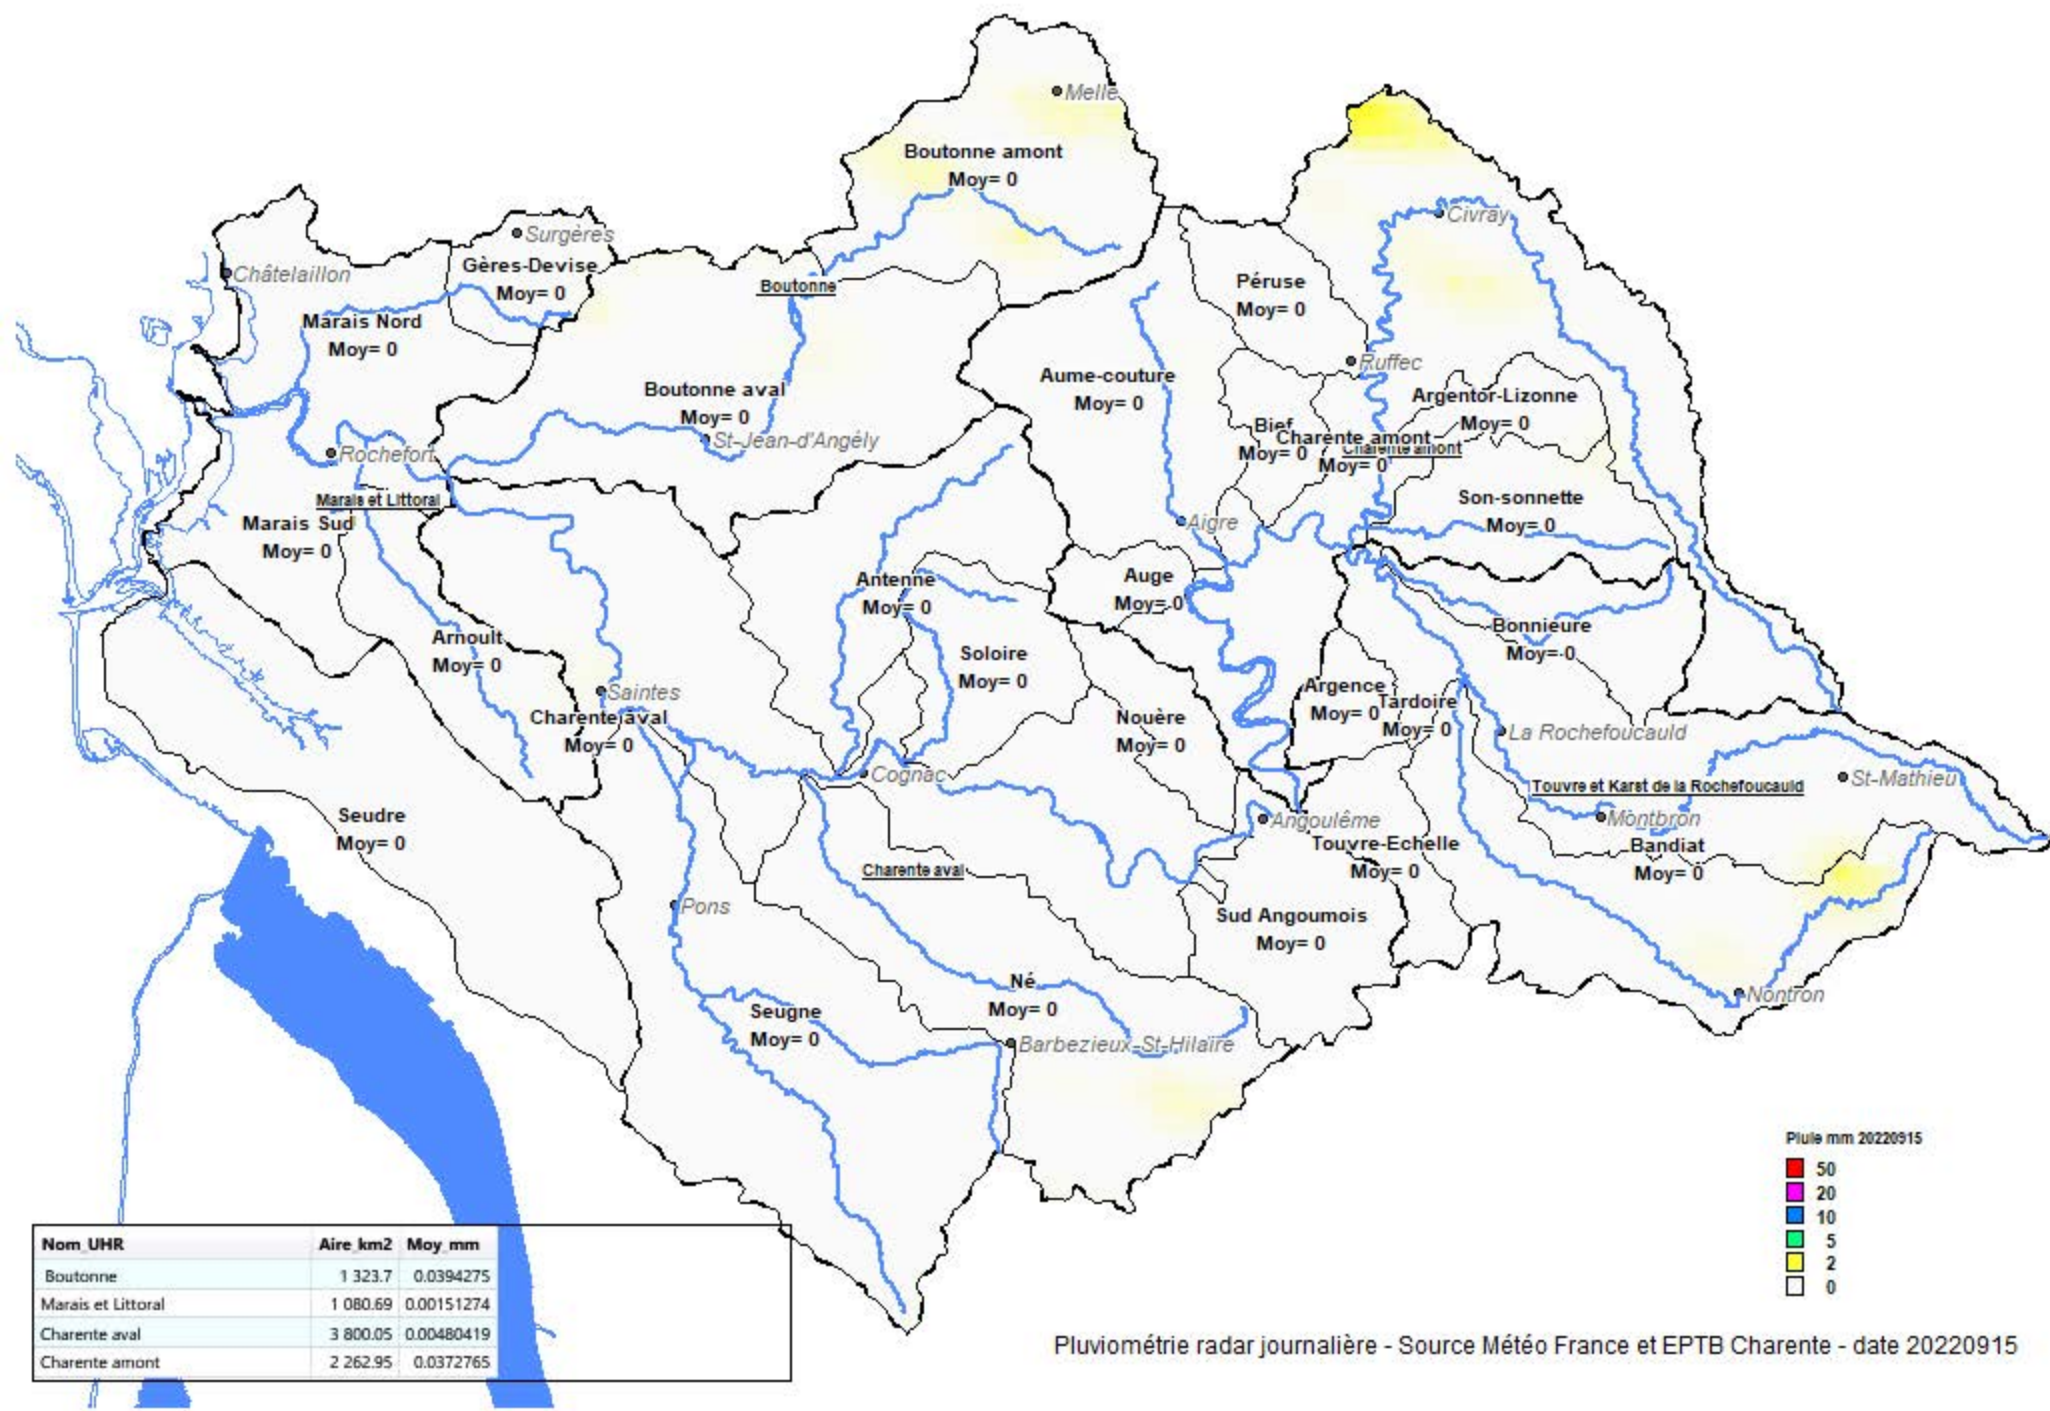 Melle
Boutonne amont
Moy= 0
Civray
Surgères
Gères-Devise
Moy= 0
Châtelaillon
Boutonne
Péruse
Moy= 0
Marais Nord
Moy= 0
Ruffec
Aume-couture
Moy= 0
Boutonne aval
Moy= 0
Argentor-Lizonne
Moy= 0
Bief
Moy= 0
Charente amont
Moy= 0
Charente amont
St-Jean-d'Angély
Rochefort
Marais et Littoral
Marais Sud
Moy= 0
Son-sonnette
Moy= 0
Aigre
Antenne
Moy= 0
Auge
Moy= 0
Bonnieure
Moy= 0
Arnoult
Moy= 0
Soloire
Moy= 0
Saintes
Charente aval
Moy= 0
Nouère
Moy= 0
Argence
Moy= 0
Tardoire
Moy= 0
La Rochefoucauld
Cognac
Touvre et Karst de la Rochefoucauld
St-Mathieu
Seudre
Moy= 0
Angoulême
Montbron
Touvre-Echelle
Moy= 0
Bandiat
Moy= 0
Charente aval
Pons
Sud Angoumois
Moy= 0
Né
Moy= 0
Nontron
Seugne
Moy= 0
Barbezieux-St-Hilaire
Pluie mm 20220915
50
20
10
5
2
0
Nom_UHR Aire_km2 Moy_mm
Boutonne 1 323.7 0.0394275
Marais et Littoral 1 080.69 0.00151274
Charente aval 3 800.05 0.00480419
Charente amont 2 262.95 0.0372765
Pluviométrie radar journalière - Source Météo France et EPTB Charente - date 20220915